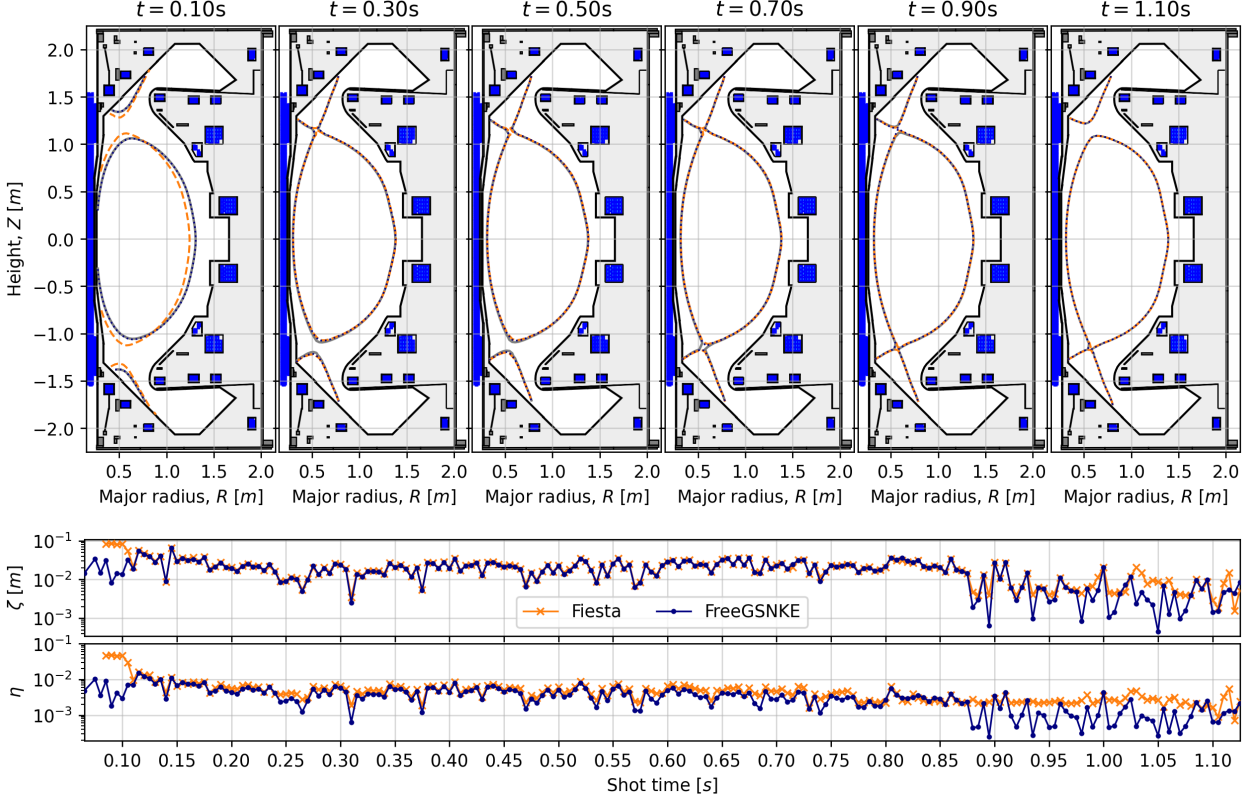 t = 0.10s t = 0.30s t = 0.50s t = 0.70s t = 0.90s t = 1.10s
Height, Z [m]
2.0
1.5
1.0
0.5
0.0
−0.5
−1.0
−1.5
−2.0
0.5 1.0 1.5 2.0 0.5 1.0 1.5 2.0 0.5 1.0 1.5 2.0 0.5 1.0 1.5 2.0 0.5 1.0 1.5 2.0 0.5 1.0 1.5 2.0
Major radius, R [m] Major radius, R [m] Major radius, R [m] Major radius, R [m] Major radius, R [m] Major radius, R [m]
ζ [m]
10⁻¹
10⁻²
10⁻³
Fiesta FreeGSNKE
η
10⁻¹
10⁻²
10⁻³
0.10 0.15 0.20 0.25 0.30 0.35 0.40 0.45 0.50 0.55 0.60 0.65 0.70 0.75 0.80 0.85 0.90 0.95 1.00 1.05 1.10
Shot time [s]